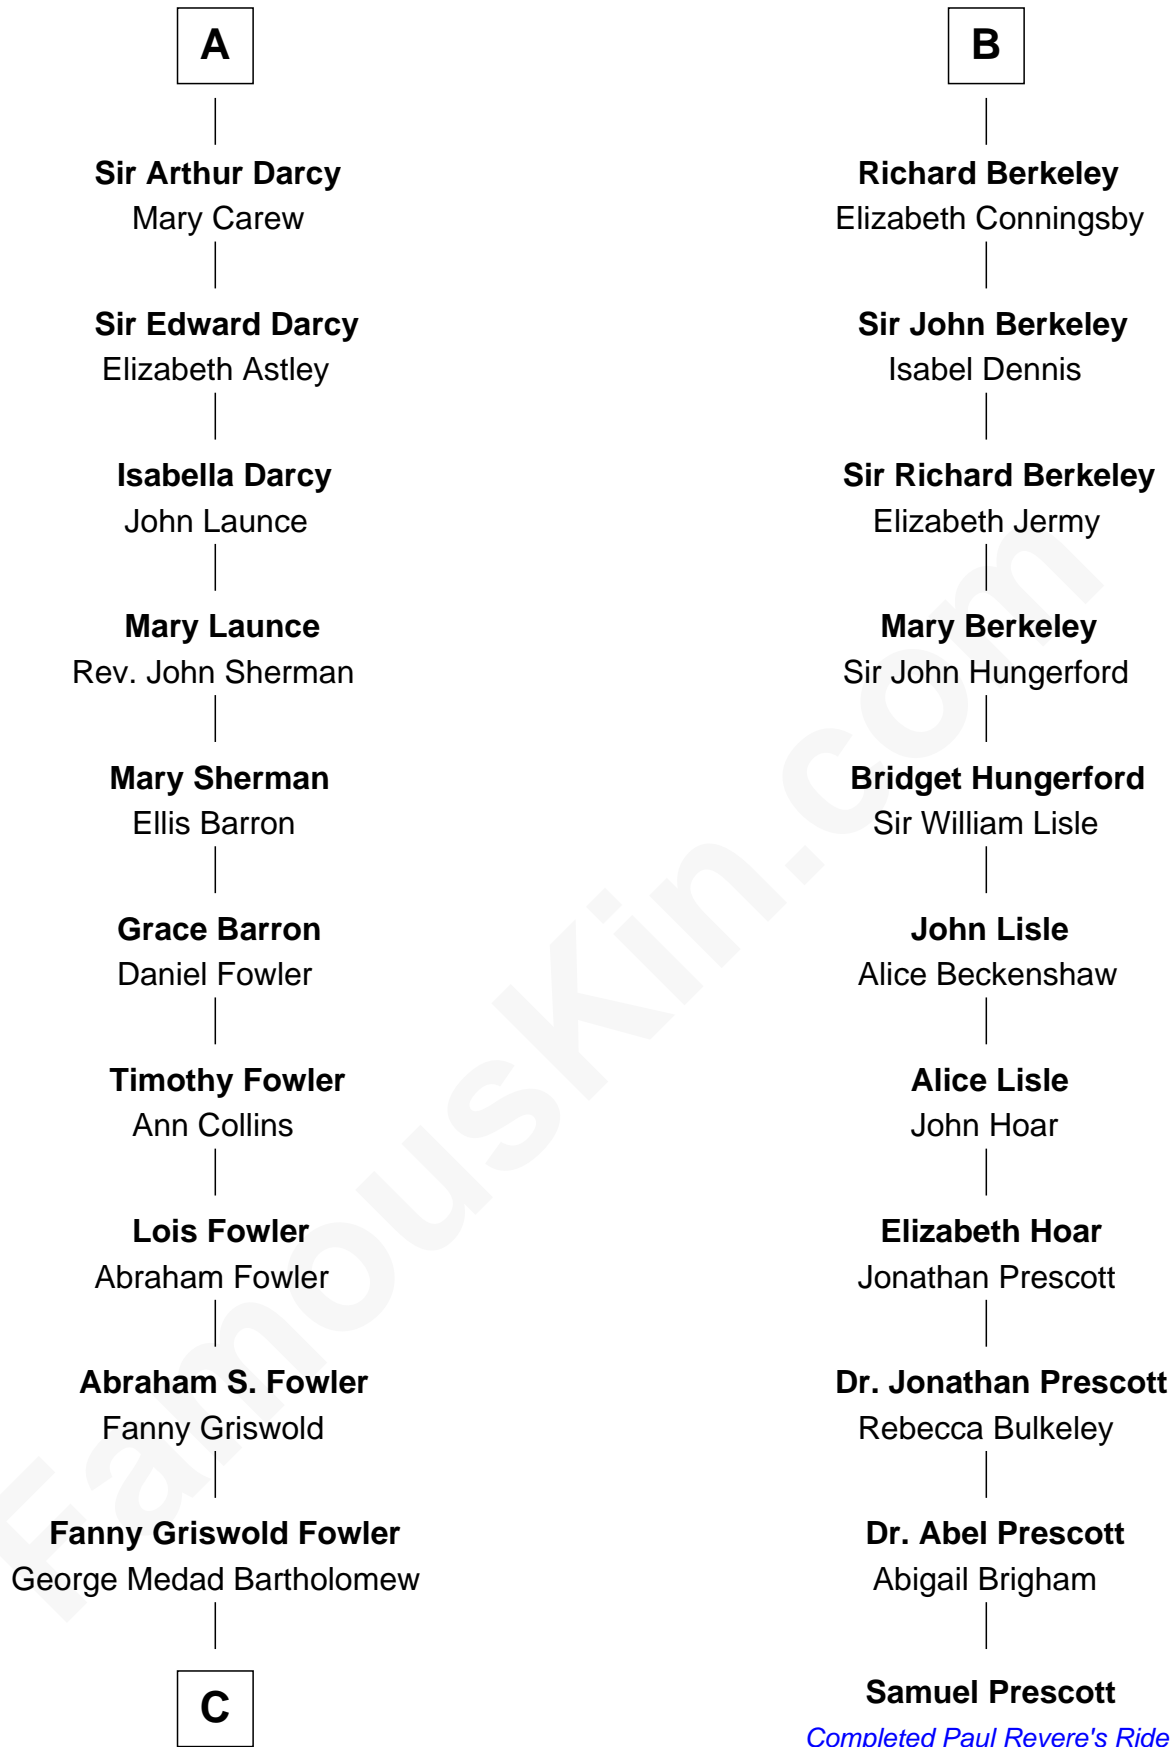 A
Sir Arthur Darcy
Mary Carew
Sir Edward Darcy
Elizabeth Astley
Isabella Darcy
John Launce
Mary Launce
Rev. John Sherman
Mary Sherman
Ellis Barron
Grace Barron
Daniel Fowler
Timothy Fowler
Ann Collins
Lois Fowler
Abraham Fowler
Abraham S. Fowler
Fanny Griswold
Fanny Griswold Fowler
George Medad Bartholomew
C
B
Richard Berkeley
Elizabeth Conningsby
Sir John Berkeley
Isabel Dennis
Sir Richard Berkeley
Elizabeth Jermy
Mary Berkeley
Sir John Hungerford
Bridget Hungerford
Sir William Lisle
John Lisle
Alice Beckenshaw
Alice Lisle
John Hoar
Elizabeth Hoar
Jonathan Prescott
Dr. Jonathan Prescott
Rebecca Bulkeley
Dr. Abel Prescott
Abigail Brigham
Samuel Prescott
Completed Paul Revere's Ride
FamousKin.com